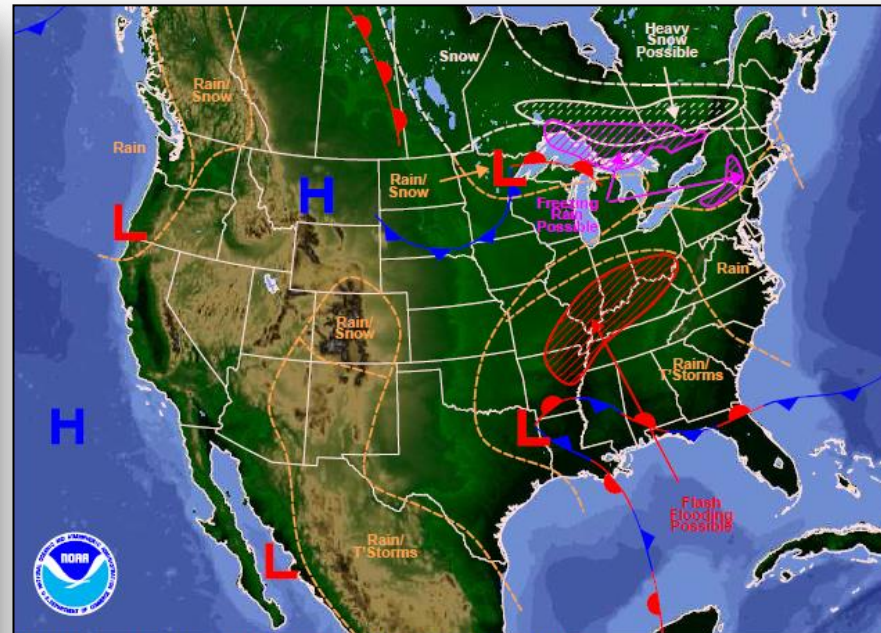 Heavy
Snow
Possible
Snow
Rain/
Snow
Rain
L
Rain/
Snow
L
H
Freezing
Rain
Possible
L
Rain
Rain/
Snow
Rain/
T'Storms
H
L
Flash
Flooding
Possible
Rain/
T'Storms
L
NOAA